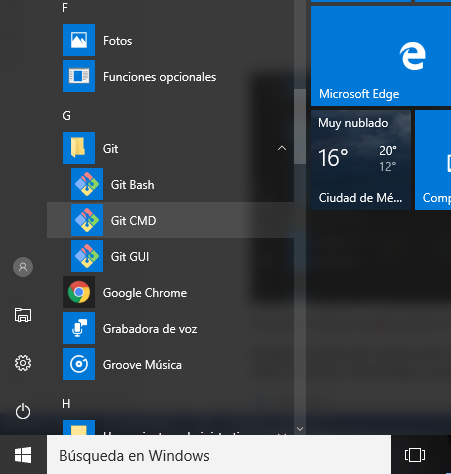 F
Fotos
Funciones opcionales
G
Git
Git Bash
Git CMD
Git GUI
Google Chrome
Grabadora de voz
Groove Música
H
Microsoft Edge
Muy nublado
16° 20°
12°
Ciudad de Mé...
Comp
Búsqueda en Windows